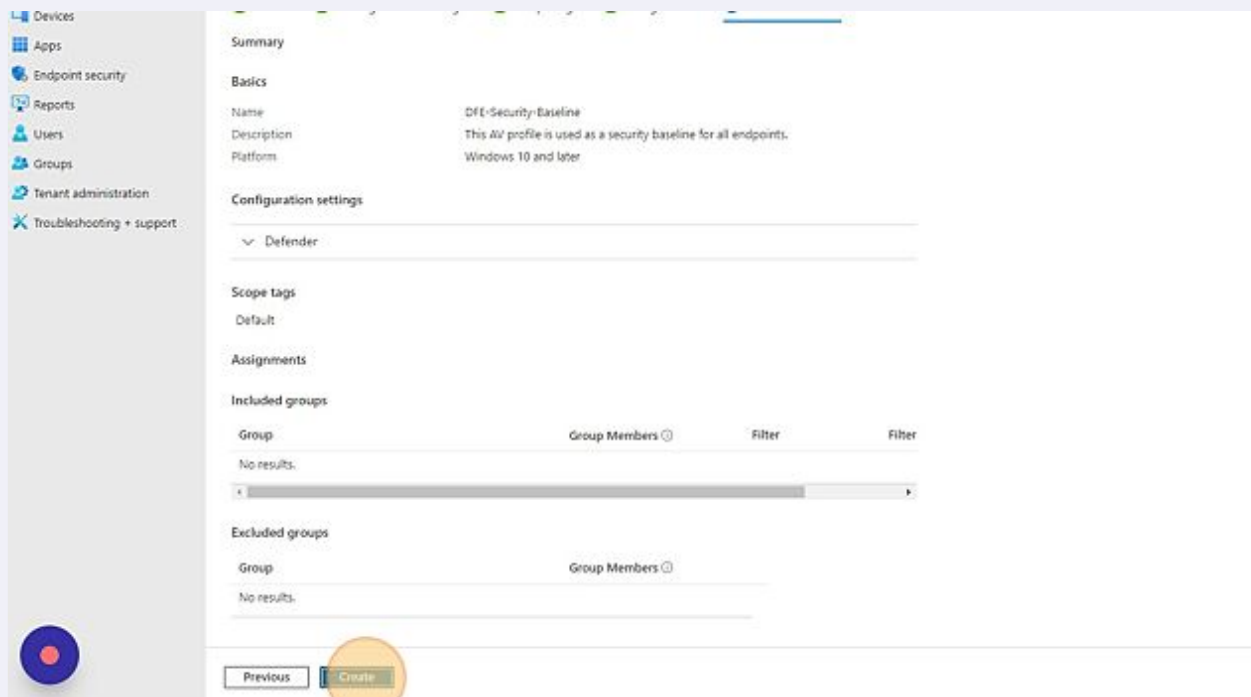 Devices
Apps
Endpoint security
Reports
Users
Groups
Tenant administration
Troubleshooting + support
Summary
Basics
Name DFE-Security-Baseline
Description This AV profile is used as a security baseline for all endpoints.
Platform Windows 10 and later
Configuration settings
Defender
Scope tags
Default
Assignments
Included groups
Group Group Members Filter Filter
No results.
Excluded groups
Group Group Members
No results.
Previous Create